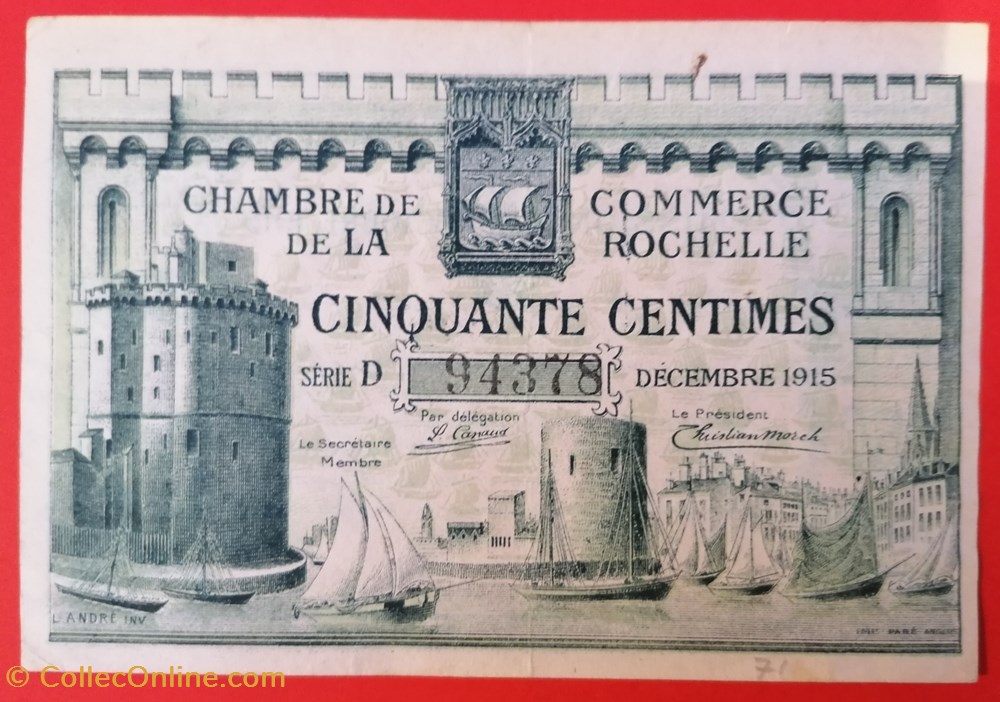 CHAMBRE DE COMMERCE
DE LA ROCHELLE
CINQUANTE CENTIMES
SÉRIE D 94378 DÉCEMBRE 1915
Par délégation
Le Secrétaire
Membre
Le Président
L. ANDRÉ INV
71
© CollecOnline.com